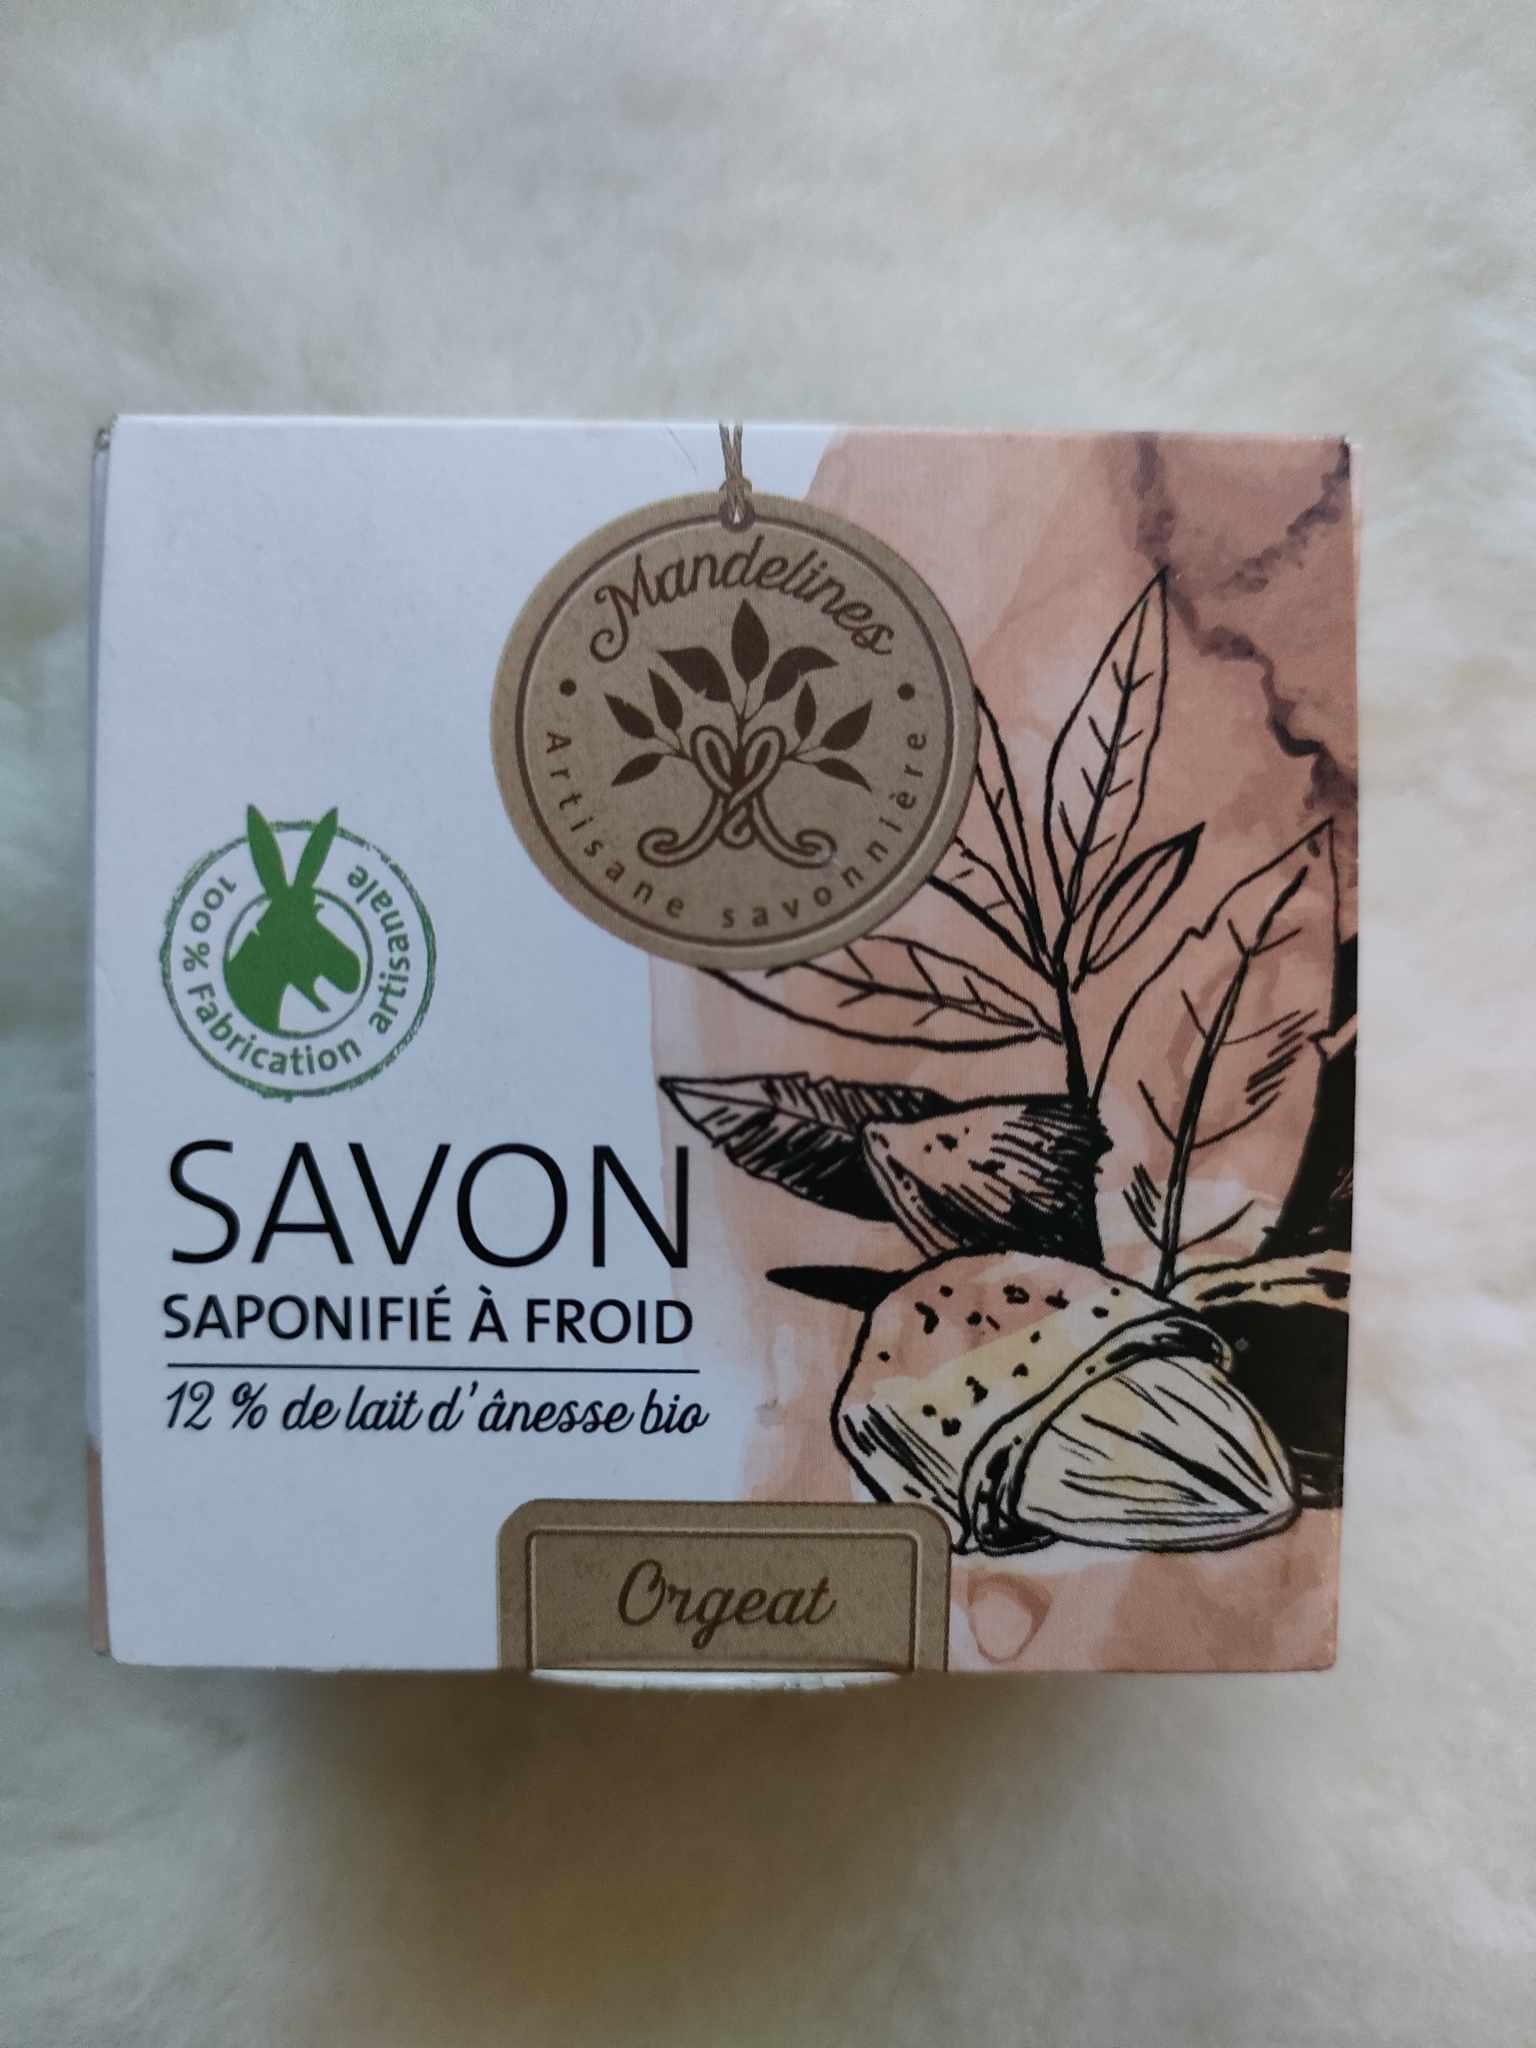 Mandelines
Artisane savonnière
100% Fabrication artisanale
SAVON
SAPONIFIÉ À FROID
12 % de lait d'ânesse bio
Orgeat